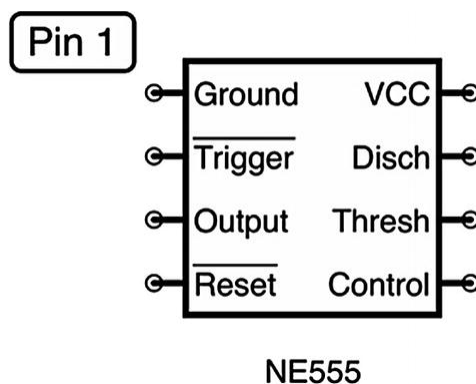 Pin 1
Ground VCC
Trigger Disch
Output Thresh
Reset Control
NE555